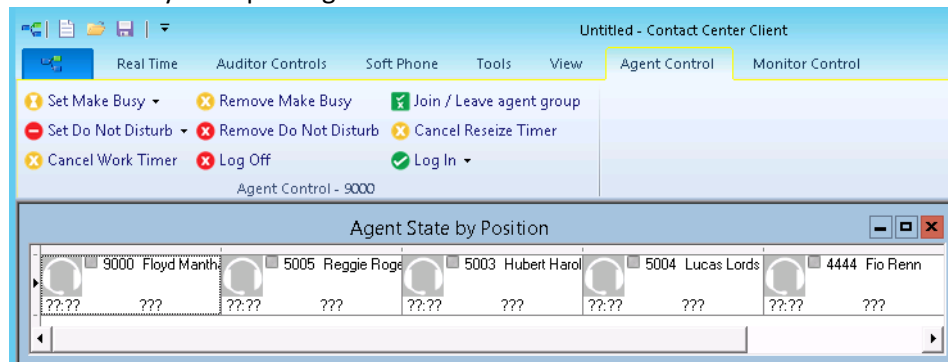 Untitled - Contact Center Client
Real Time Auditor Controls Soft Phone Tools View Agent Control Monitor Control
Set Make Busy Remove Make Busy Join / Leave agent group
Set Do Not Disturb Remove Do Not Disturb Cancel Reseize Timer
Cancel Work Timer Log Off Log In
Agent Control - 9000
Agent State by Position
9000 Floyd Mantha 5005 Reggie Roge 5003 Hubert Harol 5004 Lucas Lords 4444 Fio Renn
??:?? ??? ??:?? ??? ??:?? ??? ??:?? ??? ??:?? ???